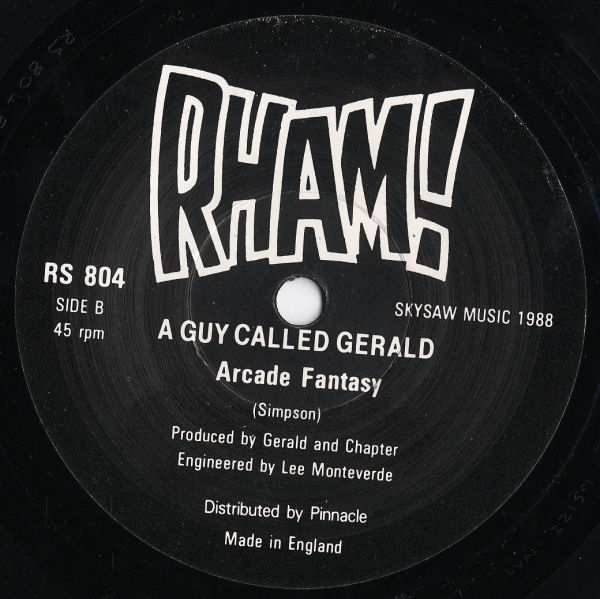 RHAM!
RS 804
SIDE B
45 rpm
SKYSAW MUSIC 1988
A GUY CALLED GERALD
Arcade Fantasy
(Simpson)
Produced by Gerald and Chapter
Engineered by Lee Monteverde
Distributed by Pinnacle
Made in England